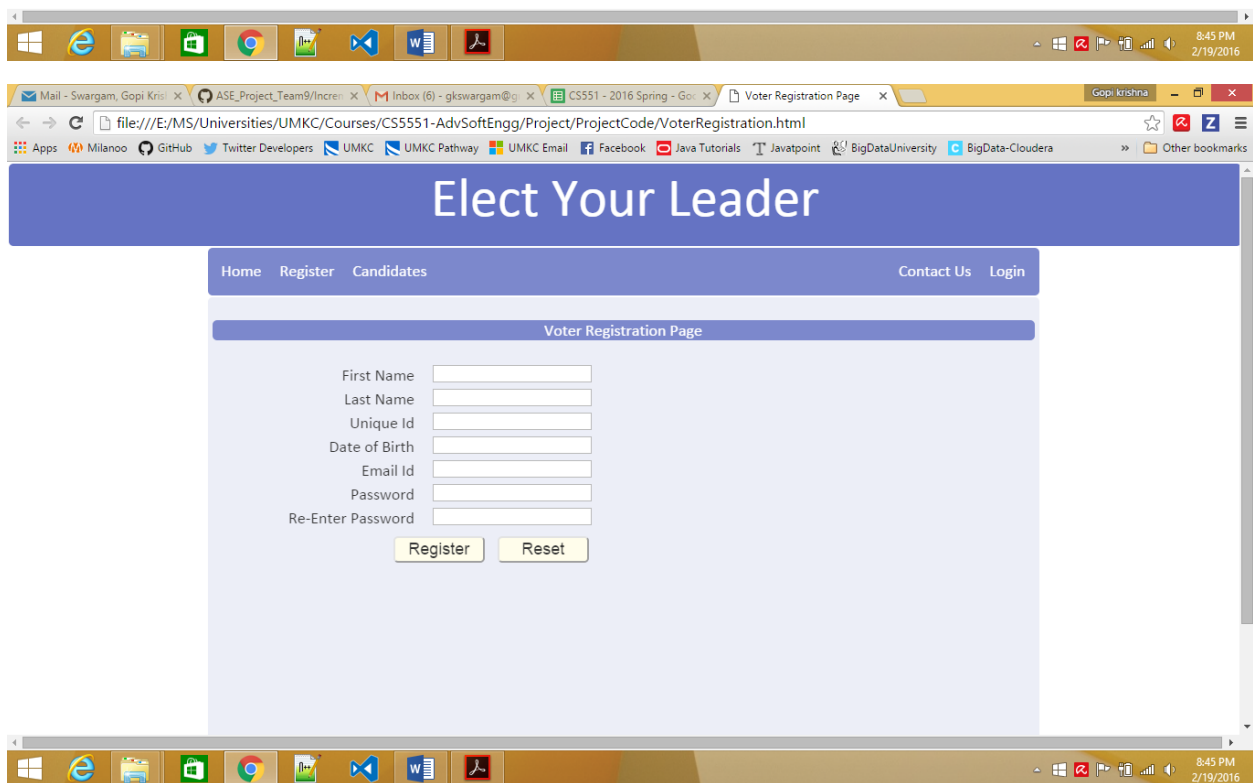 8:45 PM
2/19/2016
Mail - Swargam, Gopi Kris ASE_Project_Team9/Increm Inbox (6) - gkswargam@g CS551 - 2016 Spring - Goo Voter Registration Page Gopi krishna
file:///E:/MS/Universities/UMKC/Courses/CS5551-AdvSoftEngg/Project/ProjectCode/VoterRegistration.html
Apps Milanoo GitHub Twitter Developers UMKC UMKC Pathway UMKC Email Facebook Java Tutorials Javatpoint BigDataUniversity BigData-Cloudera » Other bookmarks
Elect Your Leader
Home Register Candidates Contact Us Login
Voter Registration Page
First Name
Last Name
Unique Id
Date of Birth
Email Id
Password
Re-Enter Password
Register Reset
8:45 PM
2/19/2016